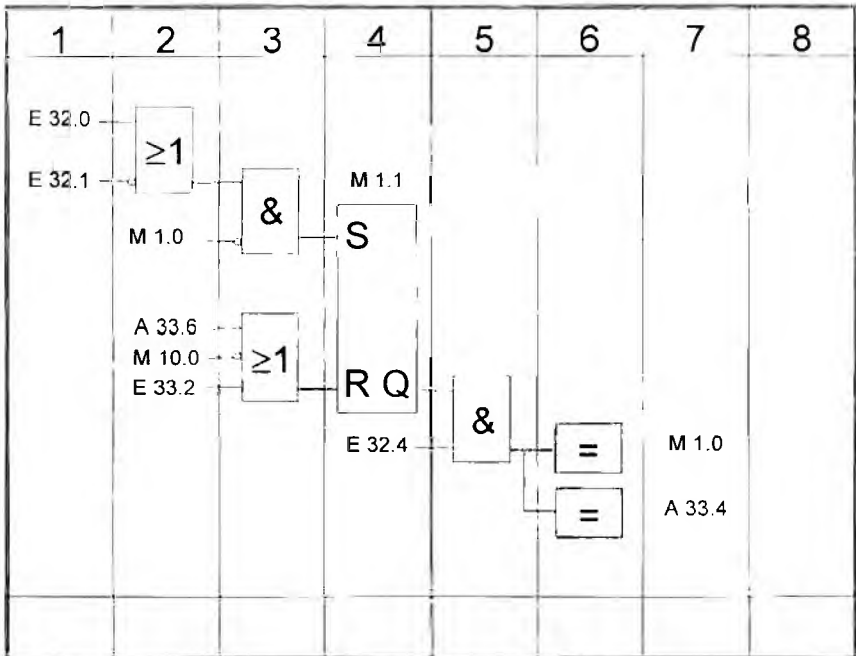 1 2 3 4 5 6 7 8
E 32.0
≥1
E 32.1
M 1.1
&
M 1.0
S
A 33.6
M 10.0
≥1
E 33.2
R Q
&
E 32.4
=
M 1.0
=
A 33.4